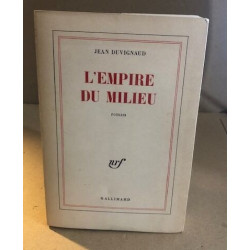 JEAN DUVIGNAUD
L'EMPIRE
DU MILIEU
roman
nrf
GALLIMARD